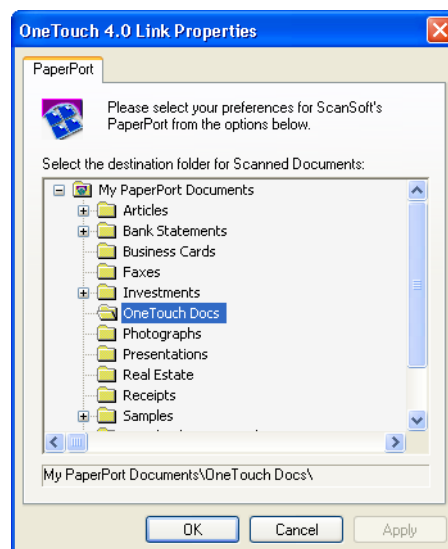 OneTouch 4.0 Link Properties
PaperPort
Please select your preferences for ScanSoft's
PaperPort from the options below.
Select the destination folder for Scanned Documents:
My PaperPort Documents
Articles
Bank Statements
Business Cards
Faxes
Investments
OneTouch Docs
Photographs
Presentations
Real Estate
Receipts
Samples
My PaperPort Documents\OneTouch Docs\
OK Cancel Apply